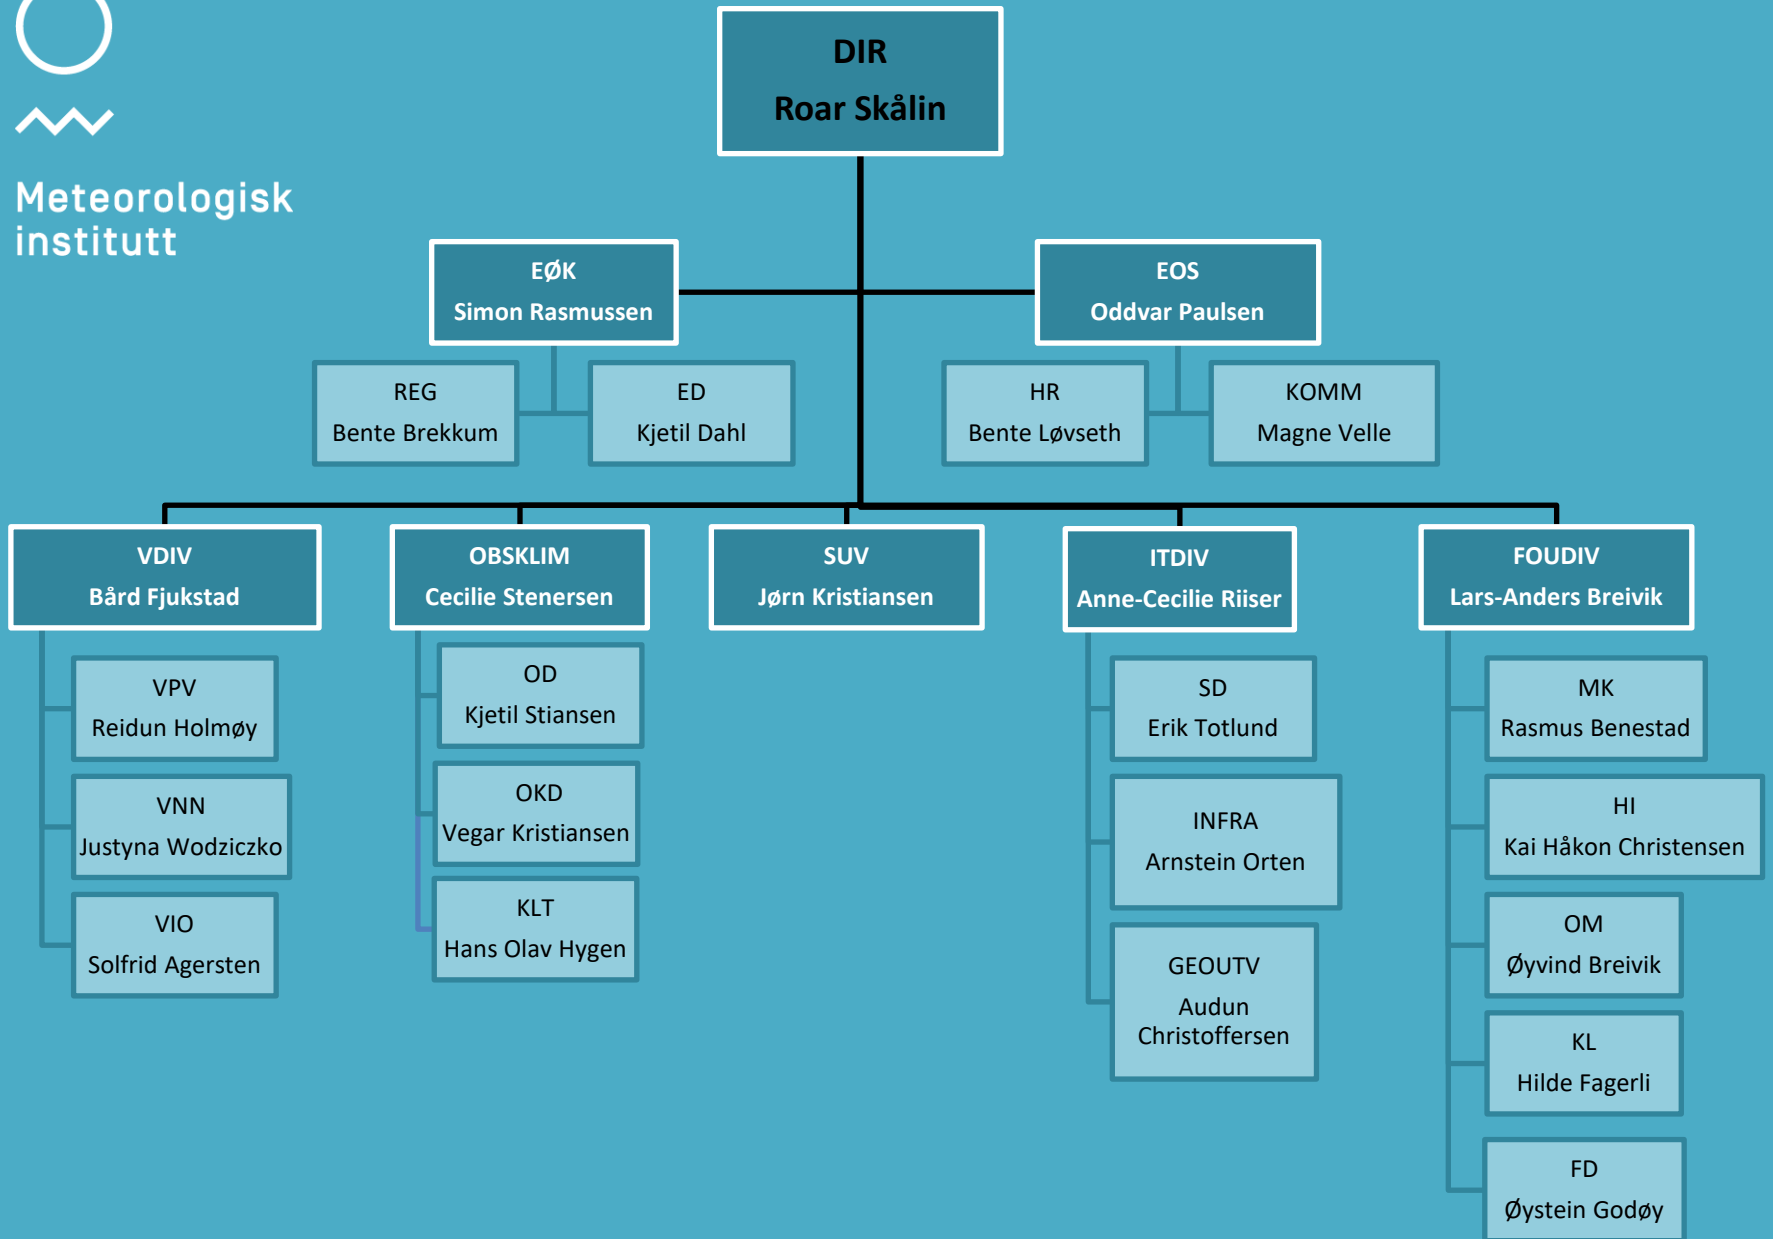 Meteorologisk
institutt
DIR
Roar Skålin
EØK
Simon Rasmussen
EOS
Oddvar Paulsen
REG
Bente Brekkum
ED
Kjetil Dahl
HR
Bente Løvseth
KOMM
Magne Velle
VDIV
Bård Fjukstad
VPV
Reidun Holmøy
VNN
Justyna Wodziczko
VIO
Solfrid Agersten
OBSKLIM
Cecilie Stenersen
OD
Kjetil Stiansen
OKD
Vegar Kristiansen
KLT
Hans Olav Hygen
SUV
Jørn Kristiansen
ITDIV
Anne-Cecilie Riiser
SD
Erik Totlund
INFRA
Arnstein Orten
GEOUTV
Audun
Christoffersen
FOUDIV
Lars-Anders Breivik
MK
Rasmus Benestad
HI
Kai Håkon Christensen
OM
Øyvind Breivik
KL
Hilde Fagerli
FD
Øystein Godøy